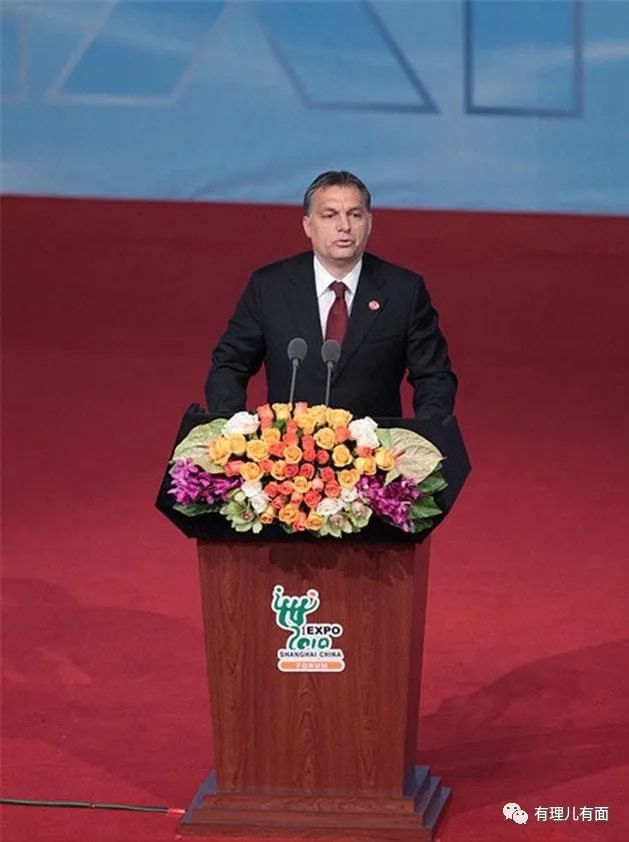 EXPO
2010
SHANGHAI CHINA
FORUM
有理儿有面